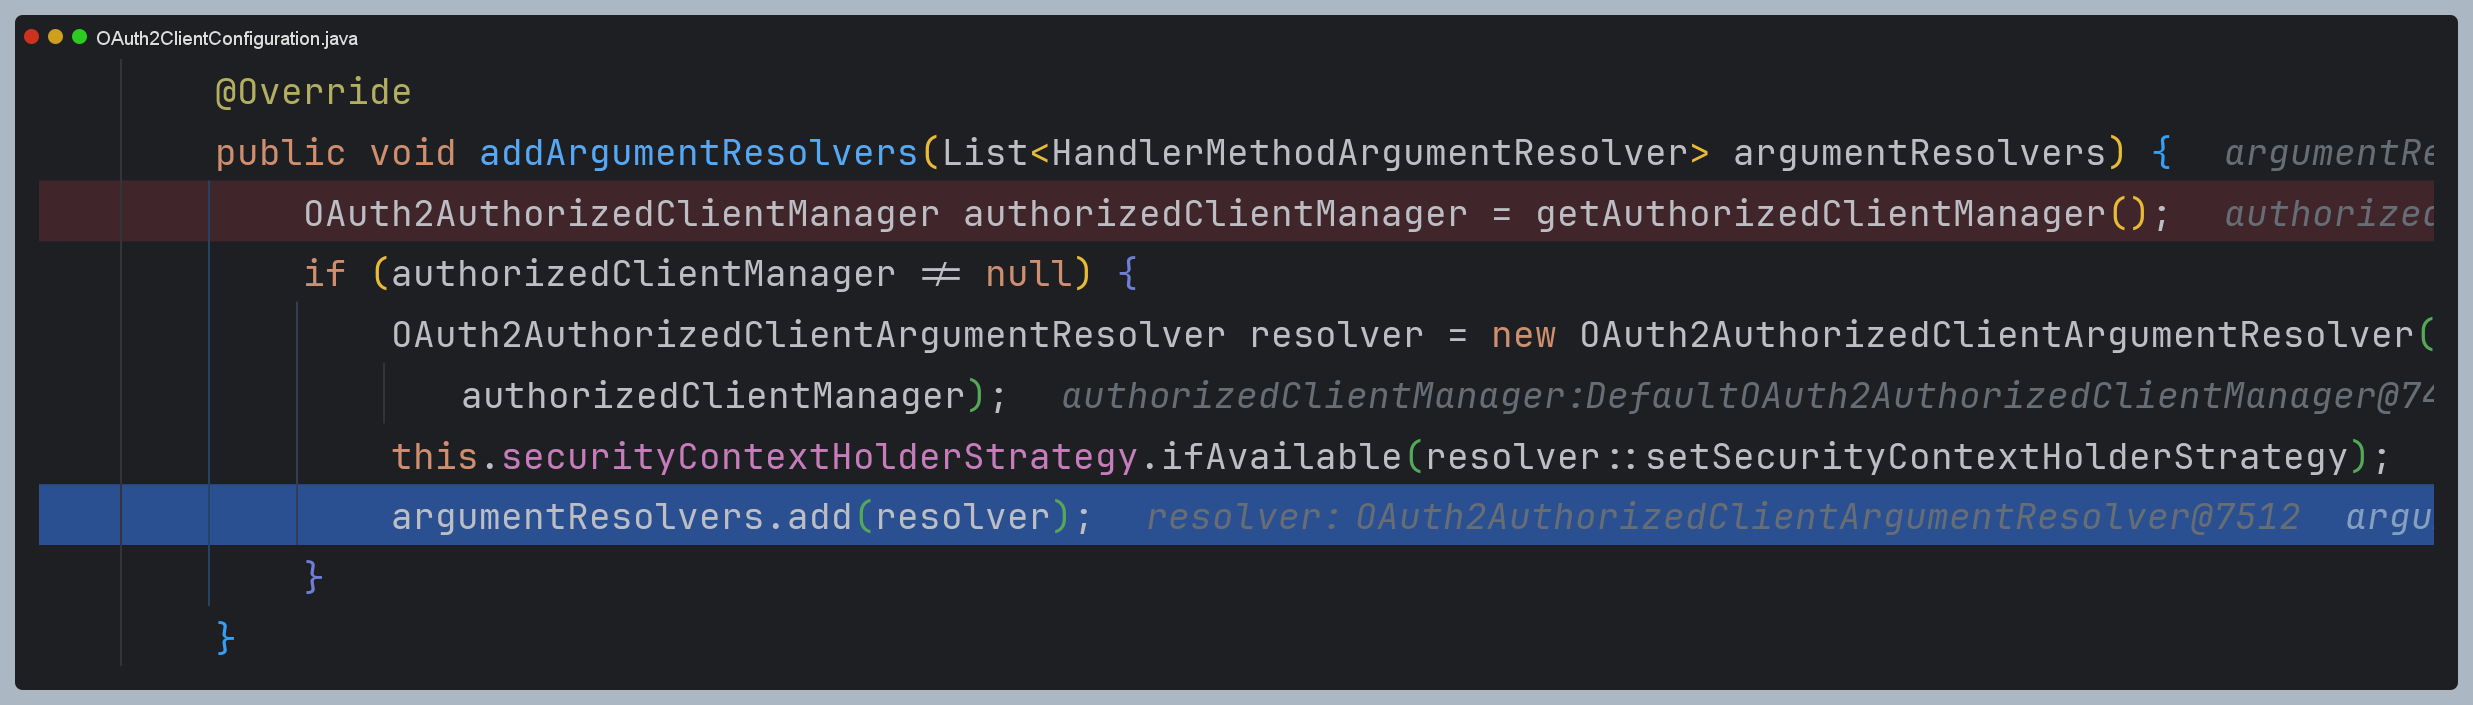 OAuth2ClientConfiguration.java
@Override
public void addArgumentResolvers(List<HandlerMethodArgumentResolver> argumentResolvers) { argumentRe
OAuth2AuthorizedClientManager authorizedClientManager = getAuthorizedClientManager(); authorized
if (authorizedClientManager != null) {
OAuth2AuthorizedClientArgumentResolver resolver = new OAuth2AuthorizedClientArgumentResolver(
authorizedClientManager); authorizedClientManager:DefaultOAuth2AuthorizedClientManager@74
this.securityContextHolderStrategy.ifAvailable(resolver::setSecurityContextHolderStrategy);
argumentResolvers.add(resolver); resolver: OAuth2AuthorizedClientArgumentResolver@7512 argu
}
}